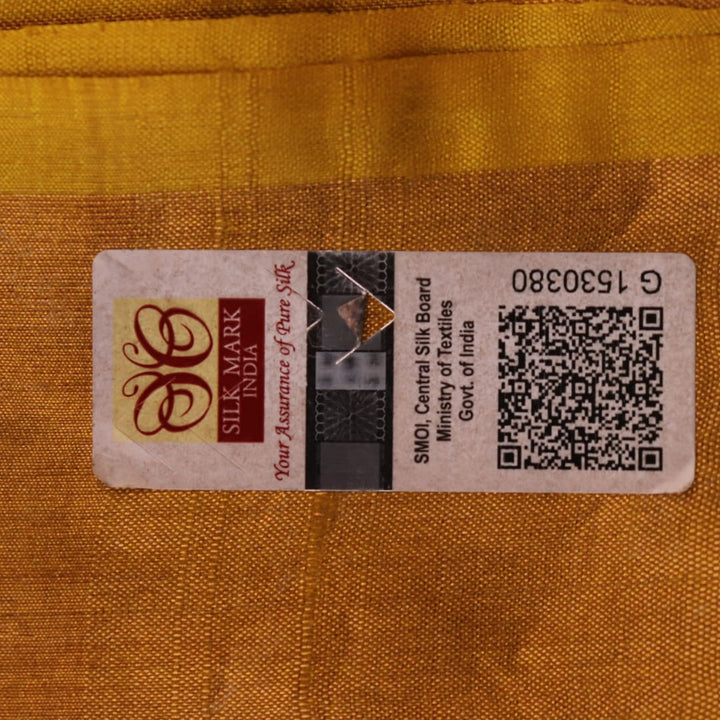 SILK MARK
INDIA
Your Assurance of Pure Silk
SMOI, Central Silk Board
Ministry of Textiles
Govt. of India
G 1530380